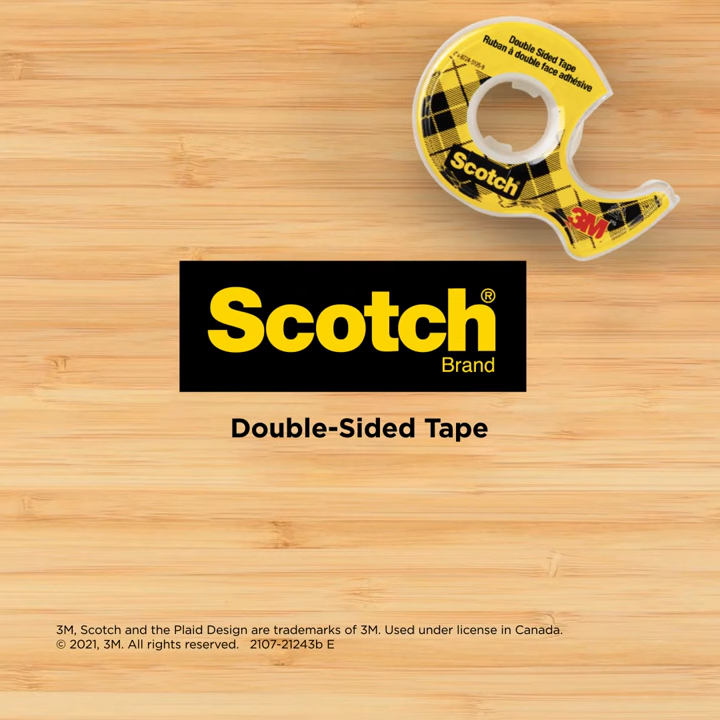 Double Sided Tape
Ruban à double face adhésive
Scotch
3M
Scotch®
Brand
Double-Sided Tape
3M, Scotch and the Plaid Design are trademarks of 3M. Used under license in Canada.
© 2021, 3M. All rights reserved. 2107-21243b E